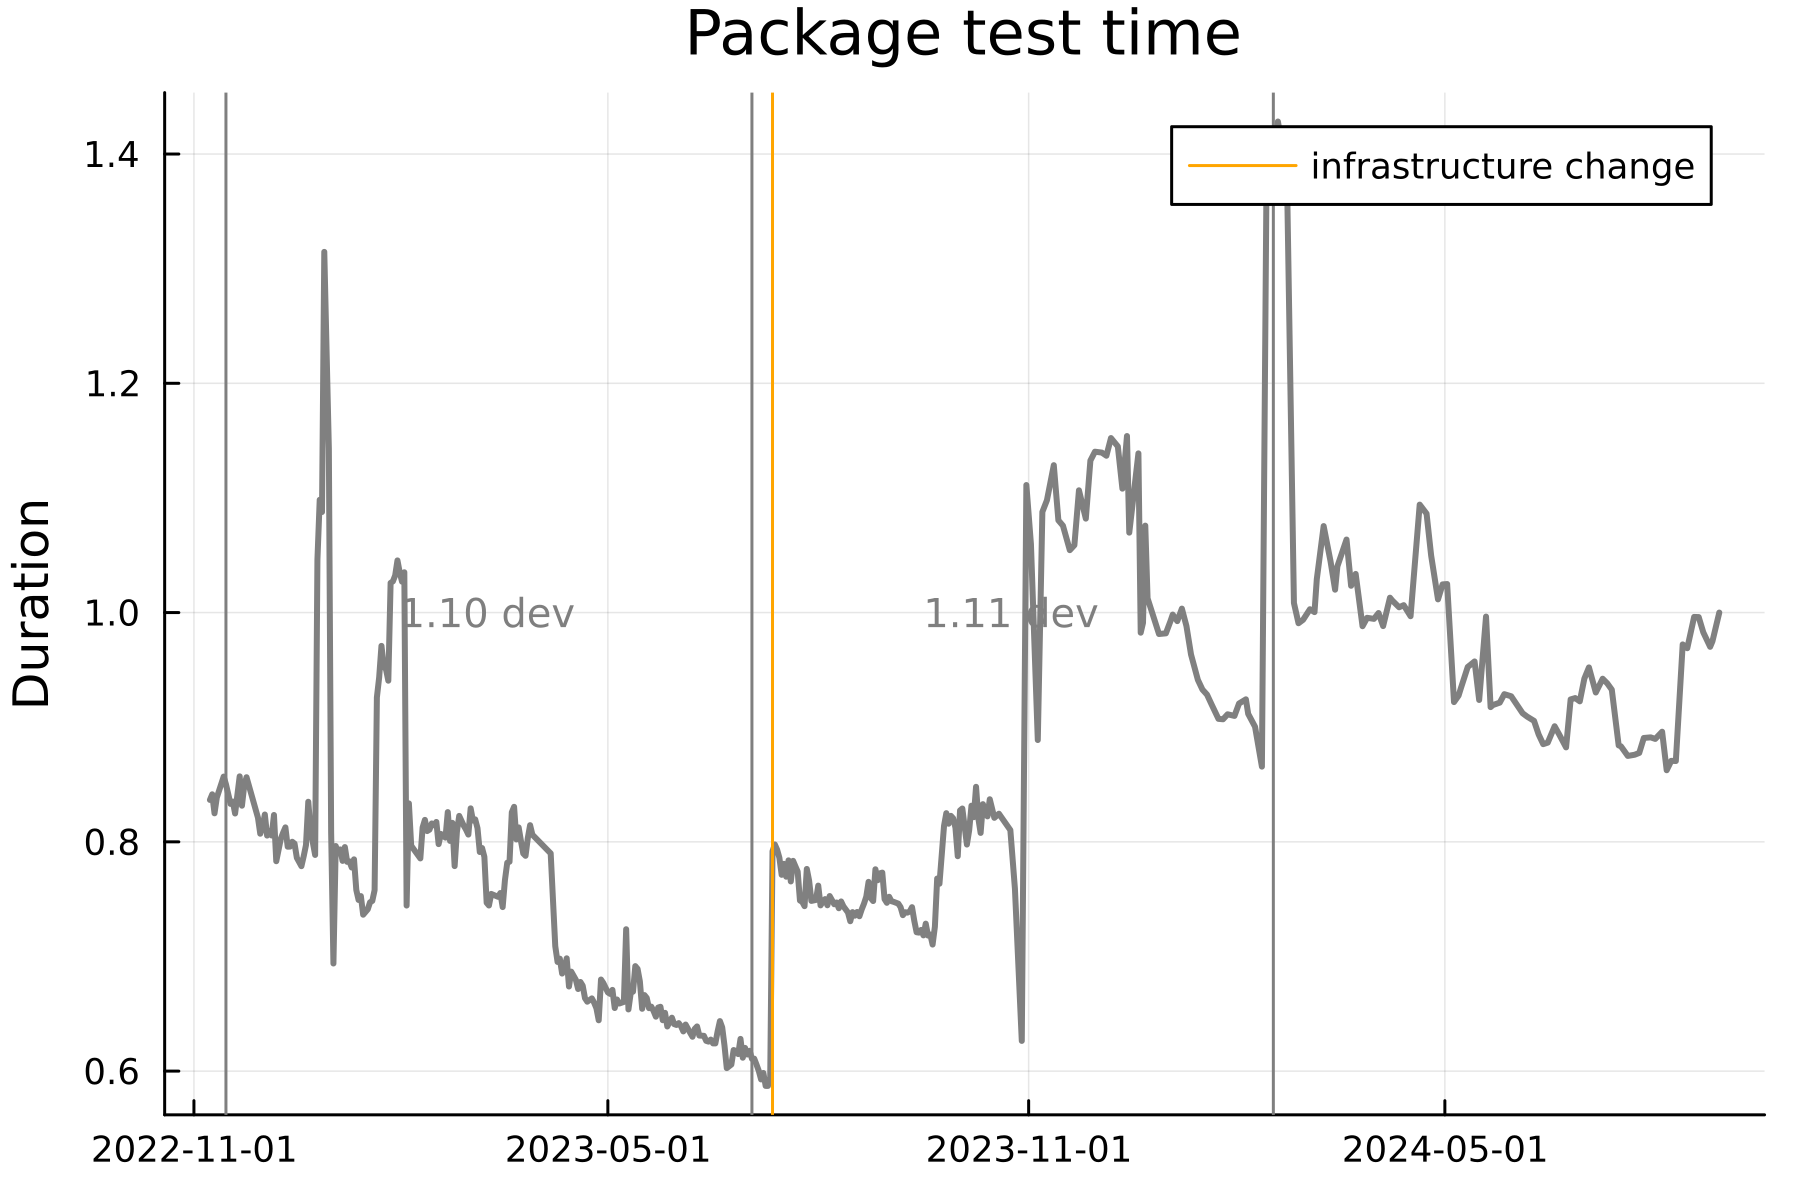 Package test time
infrastructure change
Duration
1.4
1.2
1.0
0.8
0.6
1.10 dev
1.11 dev
2022-11-01
2023-05-01
2023-11-01
2024-05-01